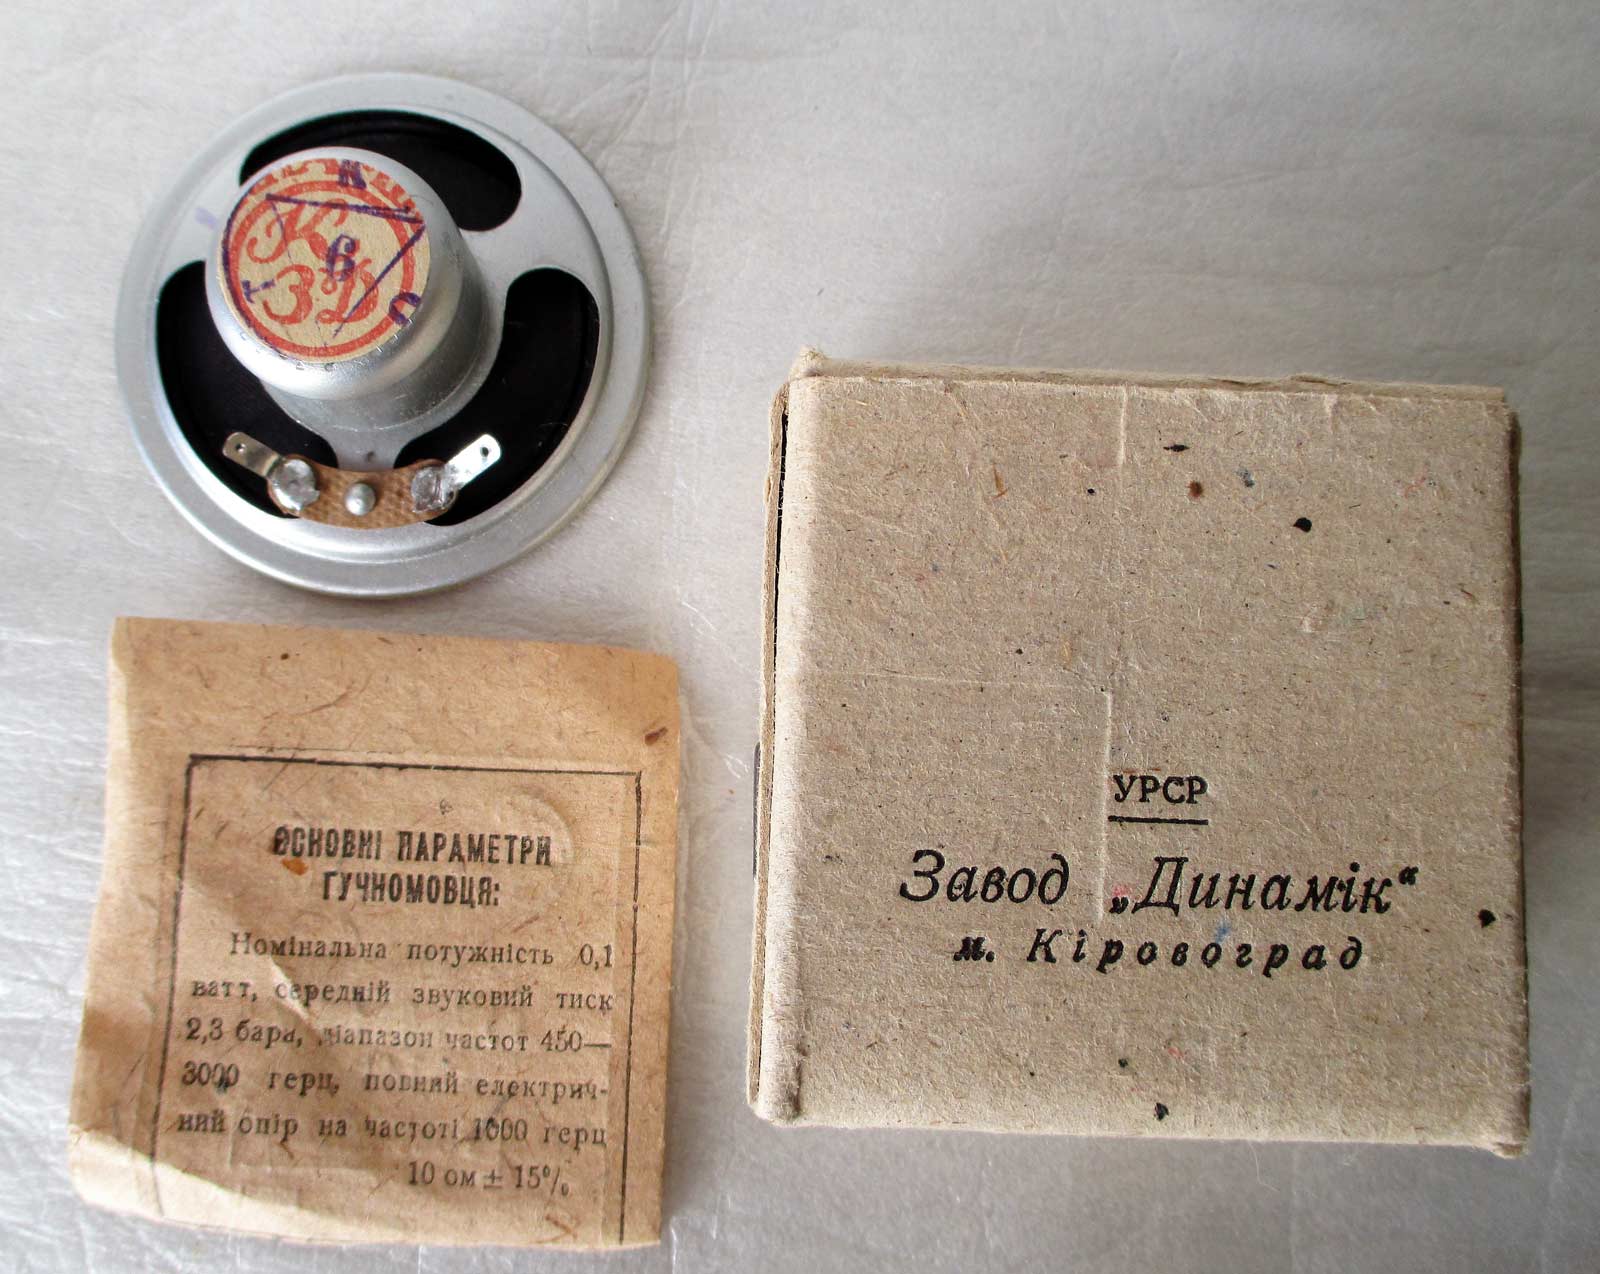 К
6
Т
С
ОСНОВНІ ПАРАМЕТРИ
ГУЧНОМОВЦЯ:
Номінальна потужність 0,1
ватт, середній звуковий тиск
2,3 бара, діапазон частот 450—
3000 герц, повний електрич-
ний опір на частоті 1000 герц
10 ом ± 15%
УРСР
Завод „Динамік“
м. Кіровоград